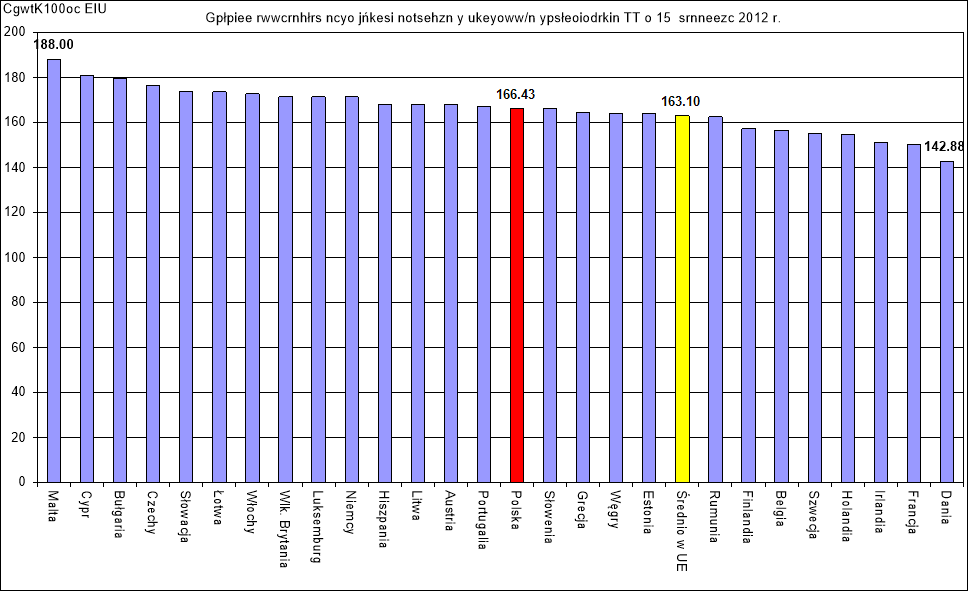 CgwtK100oc EIU
Gpłpiee rwwcrnhłrs ncyo jńkesi notsehzn y ukeyoww/n ypsłeoiodrkin TT o 15 srnneezc 2012 r.
200
180
160
140
120
100
80
60
40
20
0
188.00
166.43
163.10
142.88
Malta
Cypr
Bułgaria
Czechy
Słowacja
Łotwa
Włochy
Wlk. Brytania
Luksemburg
Niemcy
Hiszpania
Litwa
Austria
Portugalia
Polska
Słowenia
Grecja
Węgry
Estonia
Średnio w UE
Rumunia
Finlandia
Belgia
Szwecja
Holandia
Irlandia
Francja
Dania